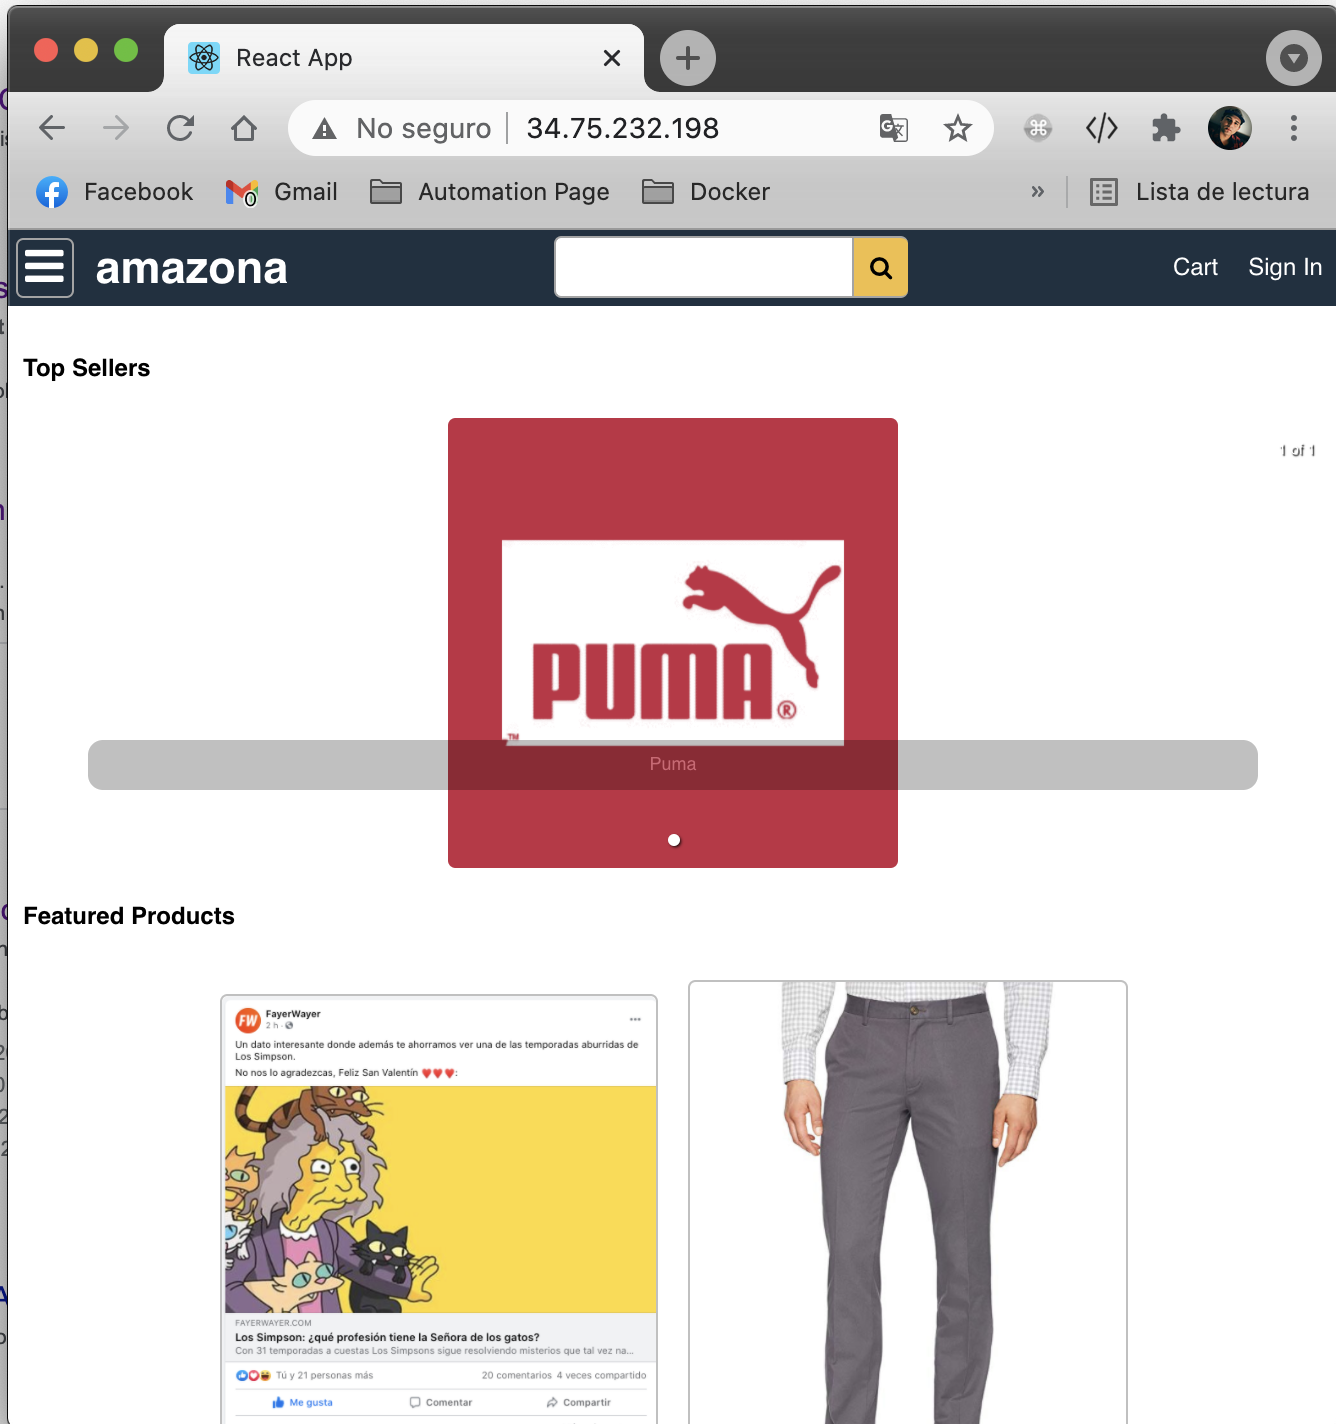 React App
No seguro
34.75.232.198
Facebook
Gmail
Automation Page
Docker
»
Lista de lectura
amazona
Cart
Sign In
Top Sellers
1 of 1
PUMA®
™
Puma
Featured Products
FW
FayerWayer
2 h ·
Un dato interesante donde además te ahorramos ver una de las temporadas aburridas de
Los Simpson.
No nos lo agradezcas, Feliz San Valentín ❤❤❤:
FAYERWAYER.COM
Los Simpson: ¿qué profesión tiene la Señora de los gatos?
Con 31 temporadas a cuestas Los Simpsons sigue resolviendo misterios que tal vez na...
Tú y 21 personas más
20 comentarios 4 veces compartido
Me gusta
Comentar
Compartir